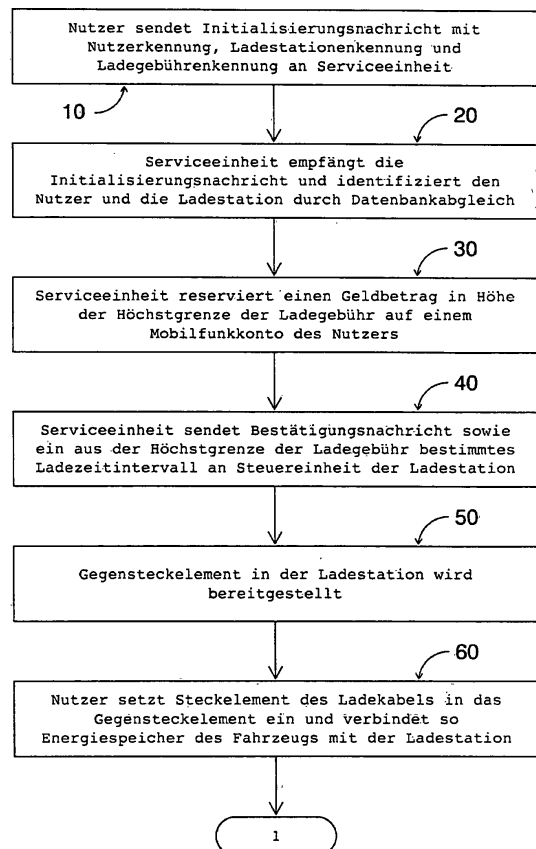 Nutzer sendet Initialisierungsnachricht mit
Nutzerkennung, Ladestationenkennung und
Ladegebührenkennung an Serviceeinheit
10
20
Serviceeinheit empfängt die
Initialisierungsnachricht und identifiziert den
Nutzer und die Ladestation durch Datenbankabgleich
30
Serviceeinheit reserviert einen Geldbetrag in Höhe
der Höchstgrenze der Ladegebühr auf einem
Mobilfunkkonto des Nutzers
40
Serviceeinheit sendet Bestätigungsnachricht sowie
ein aus der Höchstgrenze der Ladegebühr bestimmtes
Ladezeitintervall an Steuereinheit der Ladestation
50
Gegensteckelement in der Ladestation wird
bereitgestellt
60
Nutzer setzt Steckelement des Ladekabels in das
Gegensteckelement ein und verbindet so
Energiespeicher des Fahrzeugs mit der Ladestation
1